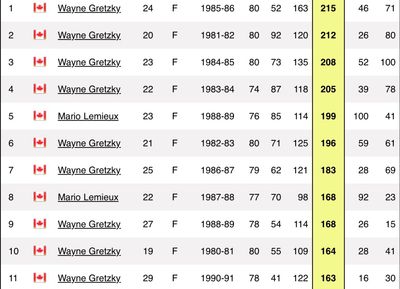 1 Wayne Gretzky 24 F 1985-86 80 52 163 215 46 71
2 Wayne Gretzky 20 F 1981-82 80 92 120 212 26 80
3 Wayne Gretzky 23 F 1984-85 80 73 135 208 52 100
4 Wayne Gretzky 22 F 1983-84 74 87 118 205 39 78
5 Mario Lemieux 23 F 1988-89 76 85 114 199 100 41
6 Wayne Gretzky 21 F 1982-83 80 71 125 196 59 61
7 Wayne Gretzky 25 F 1986-87 79 62 121 183 28 69
8 Mario Lemieux 22 F 1987-88 77 70 98 168 92 23
9 Wayne Gretzky 27 F 1988-89 78 54 114 168 26 15
10 Wayne Gretzky 19 F 1980-81 80 55 109 164 28 41
11 Wayne Gretzky 29 F 1990-91 78 41 122 163 16 30